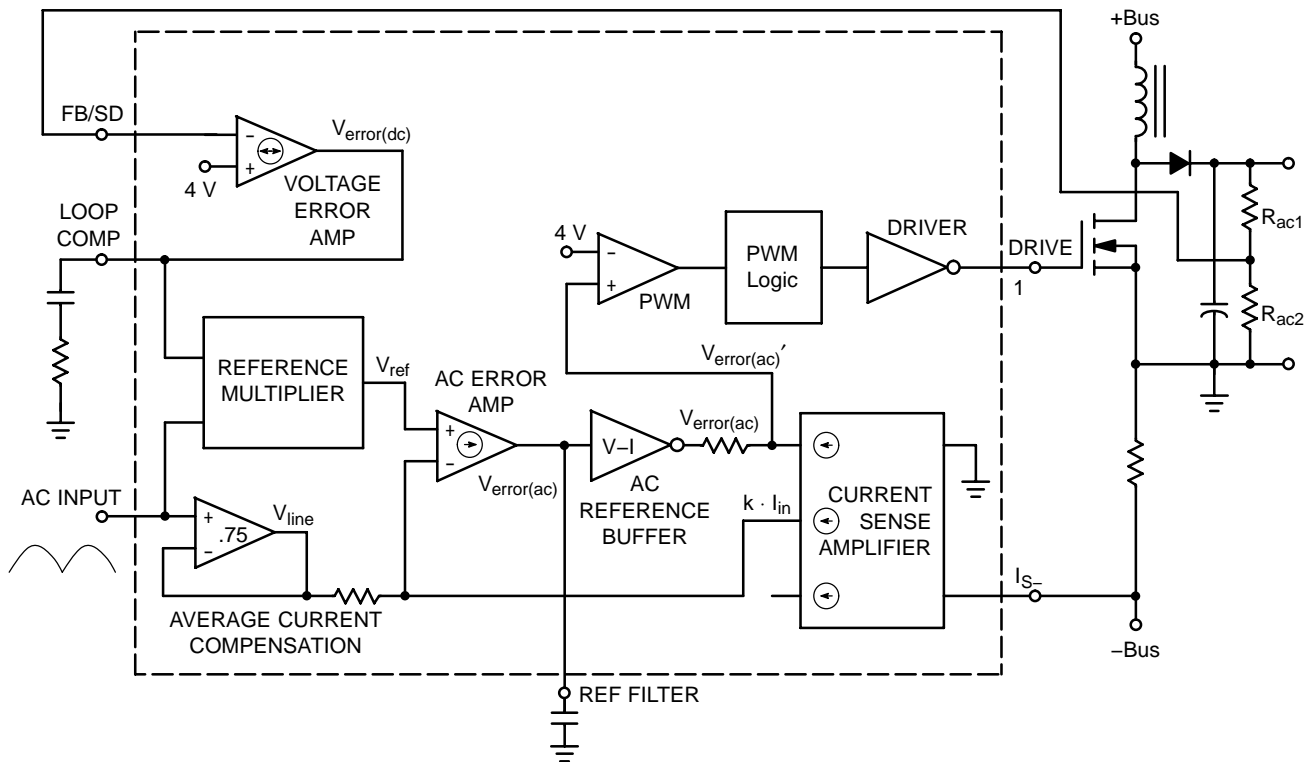 +Bus
FB/SD
V_error(dc)
-
+
4 V
VOLTAGE
ERROR
AMP
LOOP
COMP
4 V
-
+
PWM
PWM
Logic
DRIVER
DRIVE
1
R_ac1
R_ac2
REFERENCE
MULTIPLIER
V_ref
AC ERROR
AMP
+
-
V_error(ac)
V–I
AC
REFERENCE
BUFFER
V_error(ac)
V_error(ac)′
AC INPUT
+
-
.75
V_line
AVERAGE CURRENT
COMPENSATION
k · I_in
CURRENT
SENSE
AMPLIFIER
I_S–
–Bus
REF FILTER